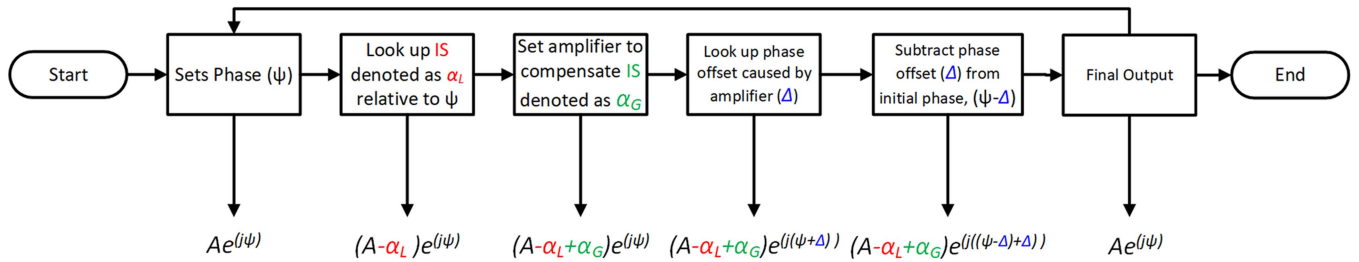 Start
Sets Phase (ψ)
Look up IS
denoted as α_L
relative to ψ
Set amplifier to
compensate IS
denoted as α_G
Look up phase
offset caused by
amplifier (Δ)
Subtract phase
offset (Δ) from
initial phase, (ψ-Δ)
Final Output
End
Ae^(jψ)
(A-α_L)e^(jψ)
(A-α_L+α_G)e^(jψ)
(A-α_L+α_G)e^(j(ψ+Δ))
(A-α_L+α_G)e^(j((ψ-Δ)+Δ))
Ae^(jψ)